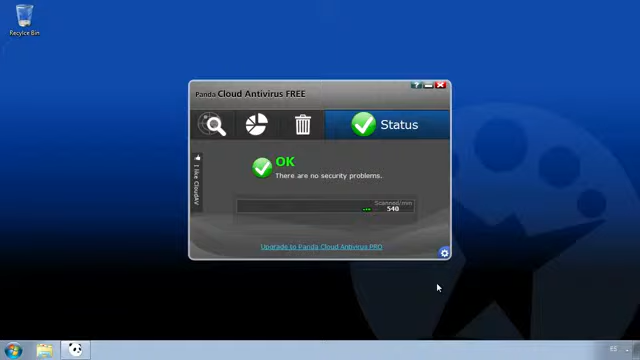 Recycle Bin
Panda Cloud Antivirus FREE
Status
I like CloudAV
OK
There are no security problems.
Scanned/min
540
Upgrade to Panda Cloud Antivirus PRO
ES